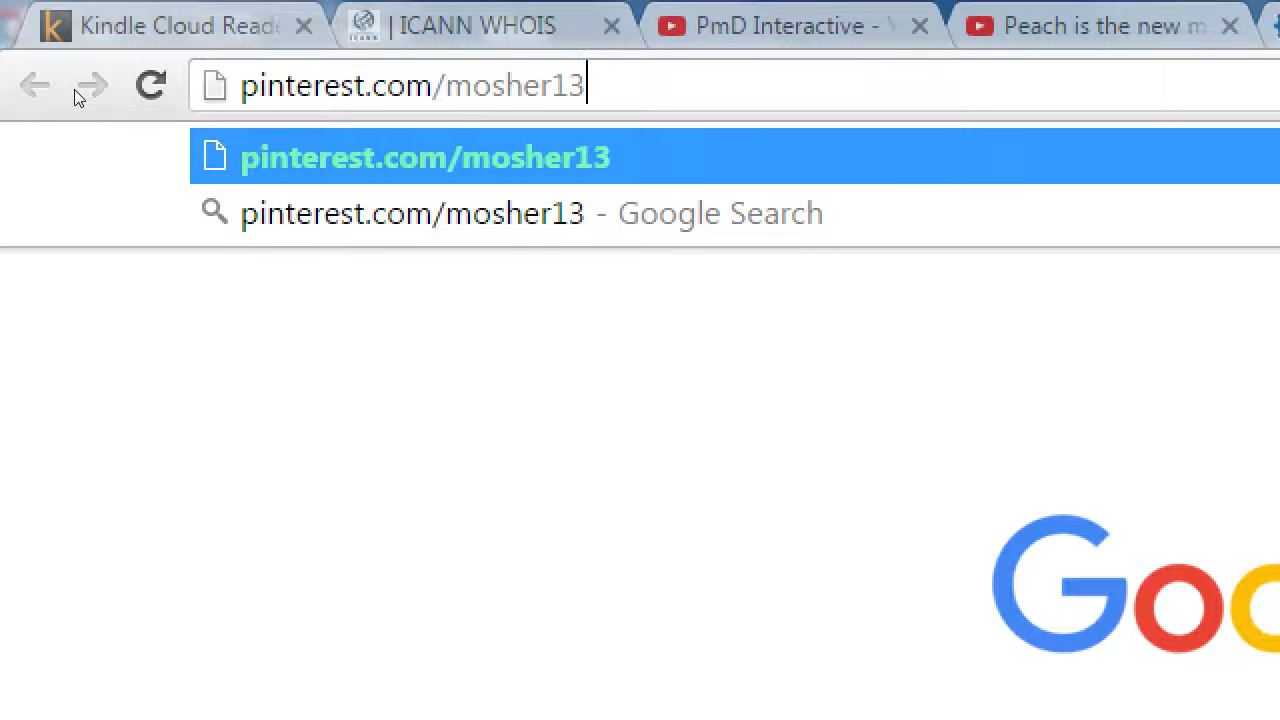 Kindle Cloud Read
| ICANN WHOIS
PmD Interactive -
Peach is the new m
pinterest.com/mosher13
pinterest.com/mosher13
pinterest.com/mosher13 - Google Search
Goo